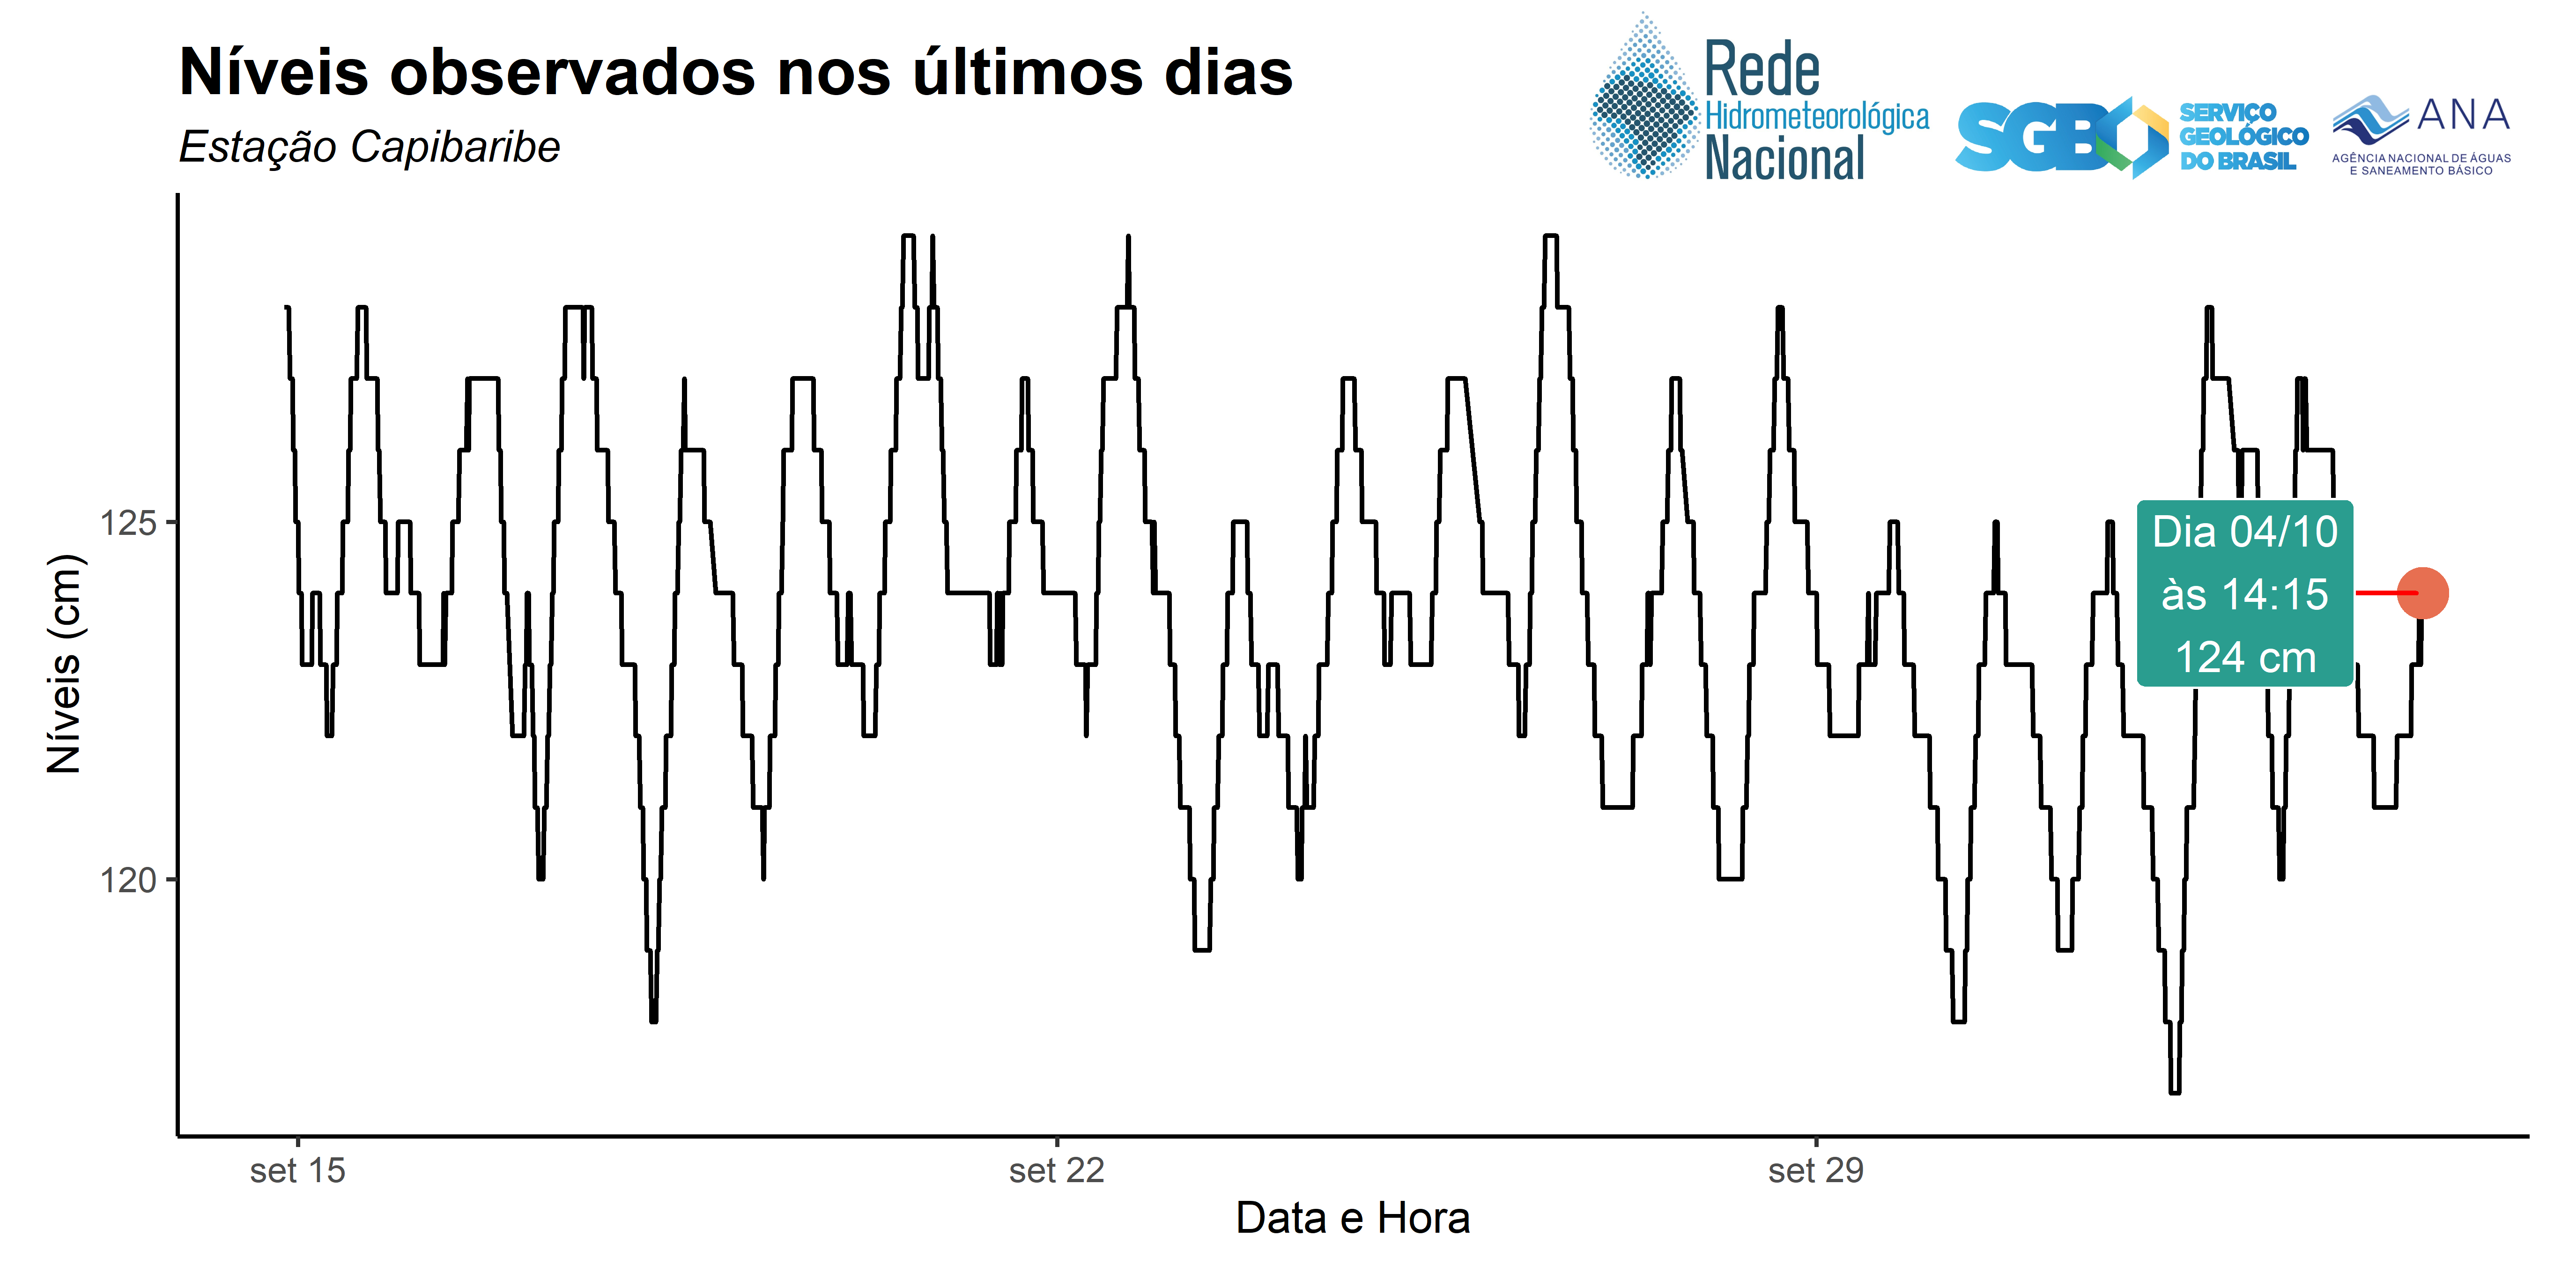 Níveis observados nos últimos dias
Estação Capibaribe
Rede
Hidrometeorológica
Nacional
SGB
SERVIÇO
GEOLÓGICO
DO BRASIL
ANA
AGÊNCIA NACIONAL DE ÁGUAS
E SANEAMENTO BÁSICO
Níveis (cm)
125
120
Dia 04/10
às 14:15
124 cm
set 15
set 22
set 29
Data e Hora